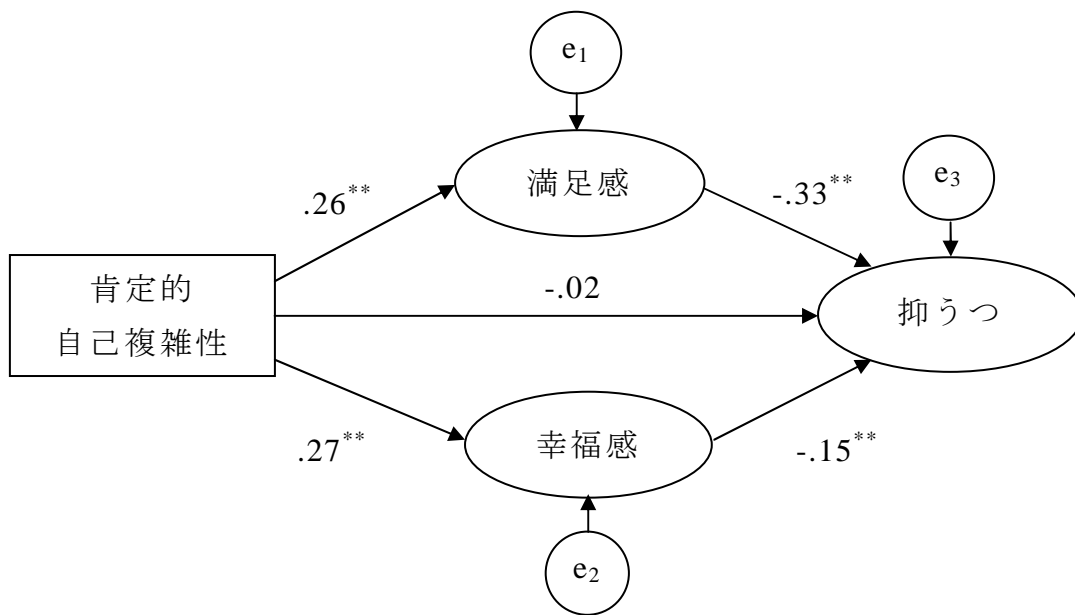 e₁
満足感
e₃
.26**
-.33**
肯定的
自己複雑性
-.02
抑うつ
.27**
幸福感
-.15**
e₂